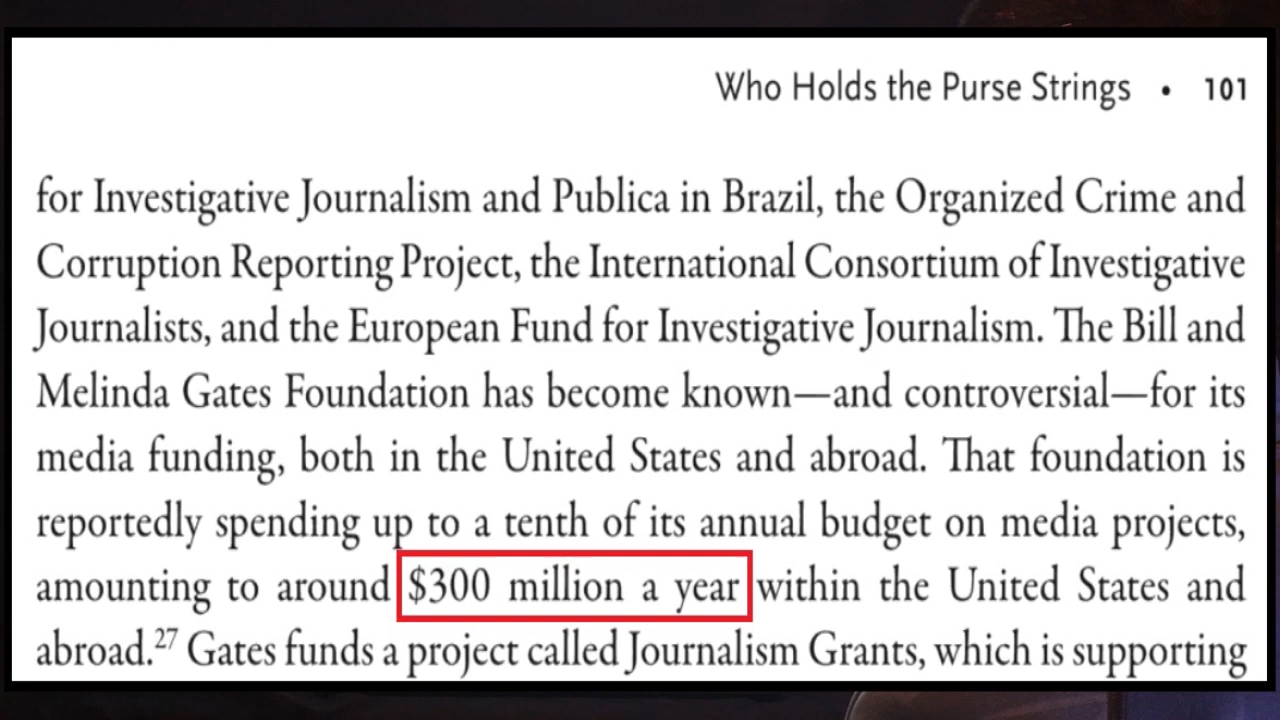 Who Holds the Purse Strings • 101
for Investigative Journalism and Publica in Brazil, the Organized Crime and
Corruption Reporting Project, the International Consortium of Investigative
Journalists, and the European Fund for Investigative Journalism. The Bill and
Melinda Gates Foundation has become known—and controversial—for its
media funding, both in the United States and abroad. That foundation is
reportedly spending up to a tenth of its annual budget on media projects,
amounting to around $300 million a year within the United States and
abroad.27 Gates funds a project called Journalism Grants, which is supporting